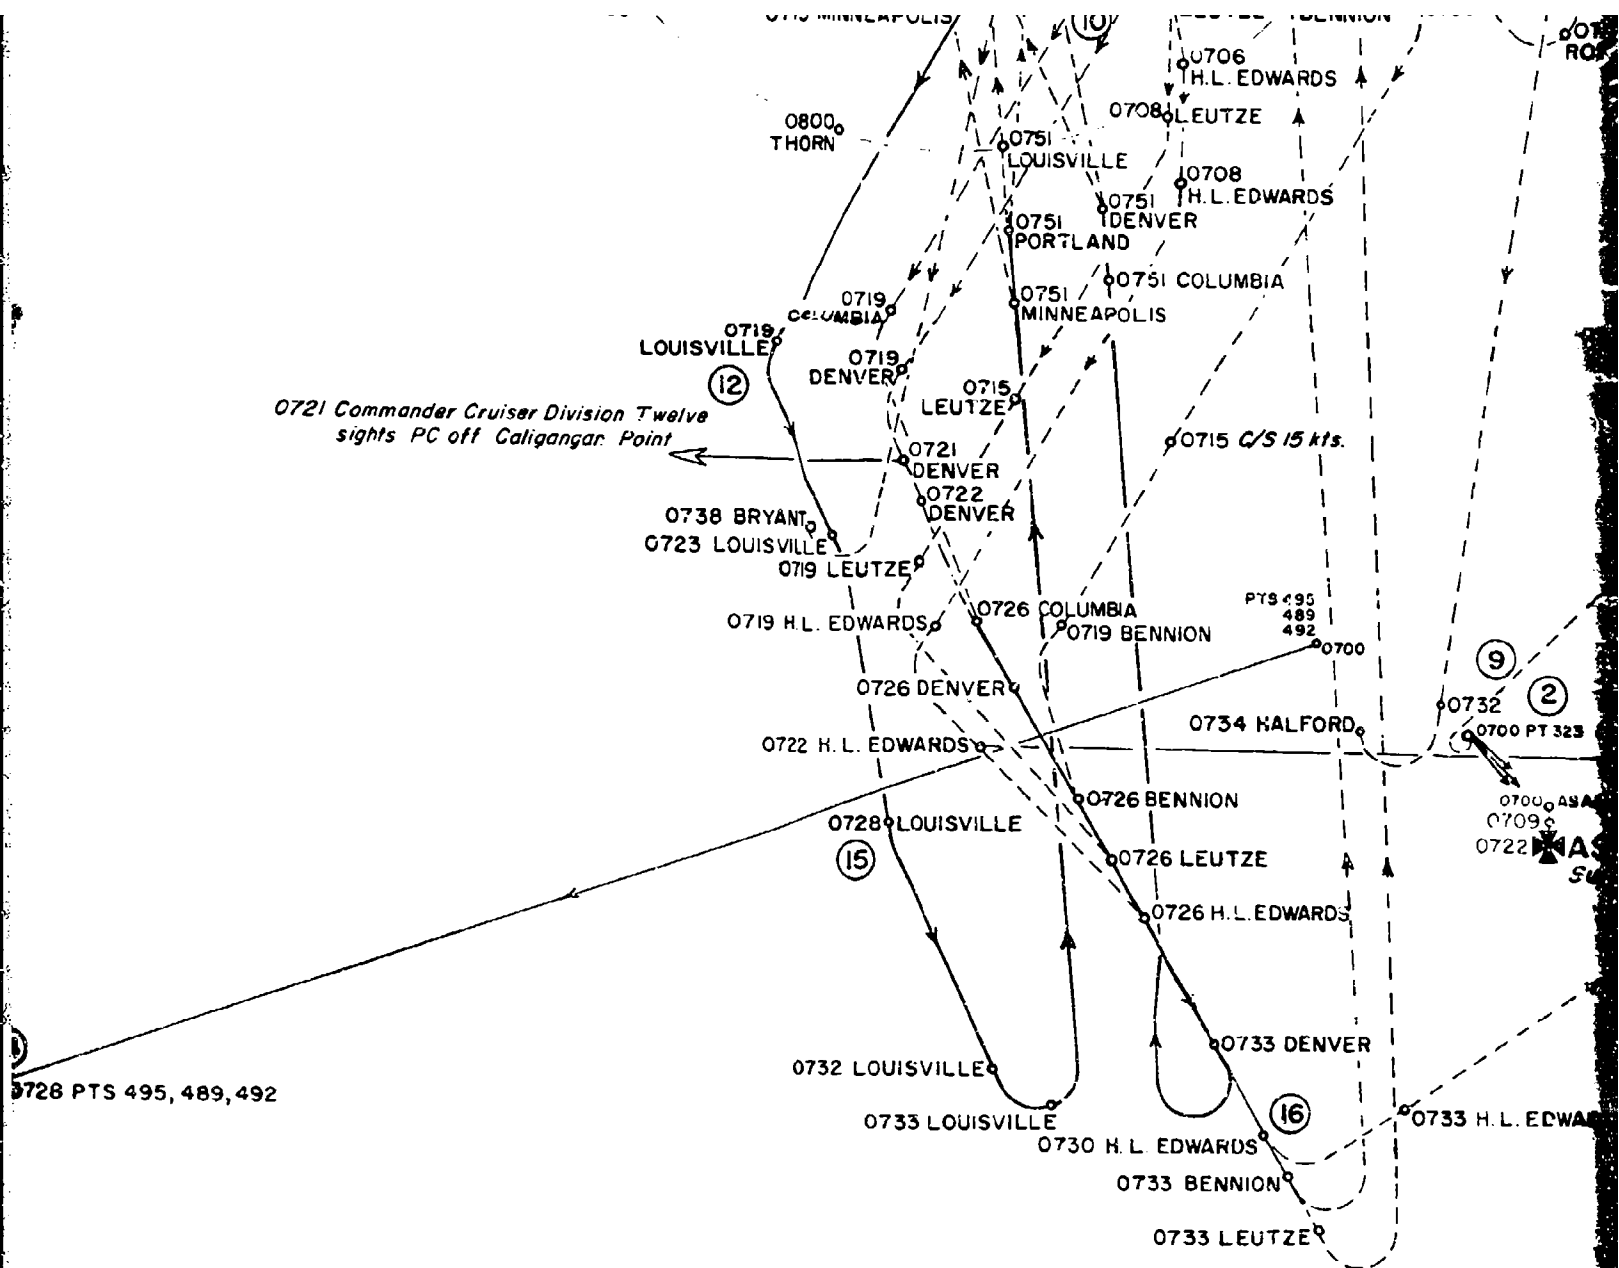 0719 MINNEAPOLIS
10
LEUTZE
BENNION
0706
H.L. EDWARDS
0800
THORN
0708 LEUTZE
0751
LOUISVILLE
0708
H.L. EDWARDS
0751
DENVER
0751
PORTLAND
0751 COLUMBIA
0719
COLUMBIA
0751
MINNEAPOLIS
0719
LOUISVILLE
12
0719
DENVER
0715
LEUTZE
0721 Commander Cruiser Division Twelve
sights PC off Caligangan Point
0715 C/S 15 kts.
0721
DENVER
0722
DENVER
0738 BRYANT
0723 LOUISVILLE
0719 LEUTZE
0726 COLUMBIA
0719 H.L. EDWARDS
0719 BENNION
PTS 495
489
492
0700
9
2
0726 DENVER
0732
0734 HALFORD
0700 PT 323
0722 H.L. EDWARDS
0726 BENNION
0700
0709
0722
0728 LOUISVILLE
15
0726 LEUTZE
0726 H.L. EDWARDS
0733 DENVER
0732 LOUISVILLE
0728 PTS 495, 489, 492
0733 LOUISVILLE
16
0733 H.L.
0730 H.L. EDWARDS
0733 BENNION
0733 LEUTZE